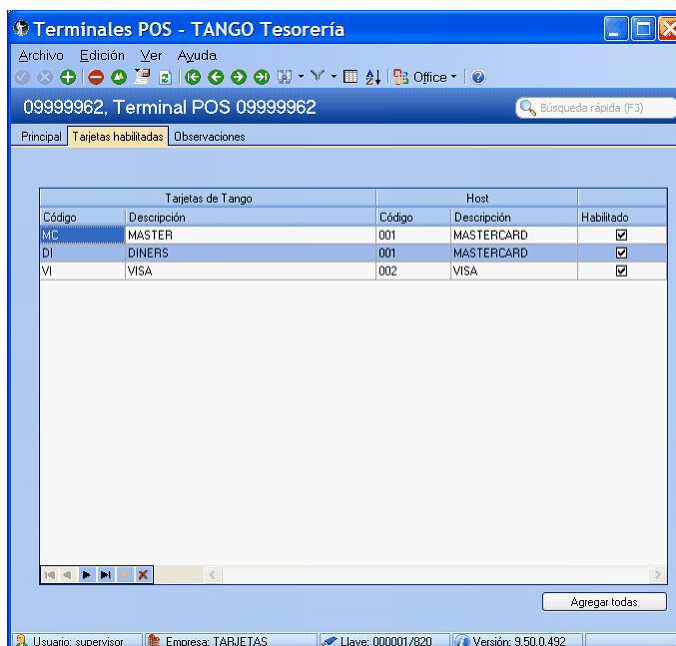 Terminales POS - TANGO Tesorería
Archivo Edición Ver Ayuda
Office
09999962, Terminal POS 09999962
Búsqueda rápida (F3)
Principal Tarjetas habilitadas Observaciones
Tarjetas de Tango Host
Código Descripción Código Descripción Habilitado
MC MASTER 001 MASTERCARD
DI DINERS 001 MASTERCARD
VI VISA 002 VISA
Agregar todas
Usuario: supervisor Empresa: TARJETAS Llave: 000001/820 Versión: 9.50.0.492